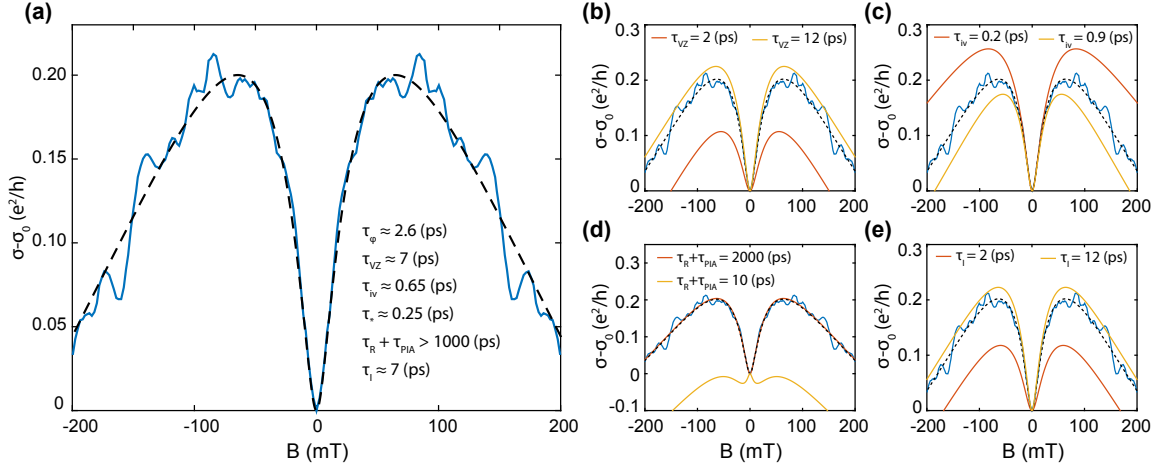 (a)
σ-σ₀ (e²/h)
0.20
0.15
0.10
0.05
0
-200 -100 0 100 200
B (mT)
τφ ≈ 2.6 (ps)
τVZ ≈ 7 (ps)
τiv ≈ 0.65 (ps)
τ* ≈ 0.25 (ps)
τR + τPIA > 1000 (ps)
τI ≈ 7 (ps)
(b)
τVZ = 2 (ps) τVZ = 12 (ps)
σ-σ₀ (e²/h)
0.3
0.2
0.1
0
-200 -100 0 100 200
(c)
τiv = 0.2 (ps) τiv = 0.9 (ps)
σ-σ₀ (e²/h)
0.3
0.2
0.1
0
-200 -100 0 100 200
(d)
τR + τPIA = 2000 (ps)
τR + τPIA = 10 (ps)
σ-σ₀ (e²/h)
0.3
0.2
0.1
0
-0.1
-200 -100 0 100 200
B (mT)
(e)
τI = 2 (ps) τI = 12 (ps)
σ-σ₀ (e²/h)
0.3
0.2
0.1
0
-200 -100 0 100 200
B (mT)